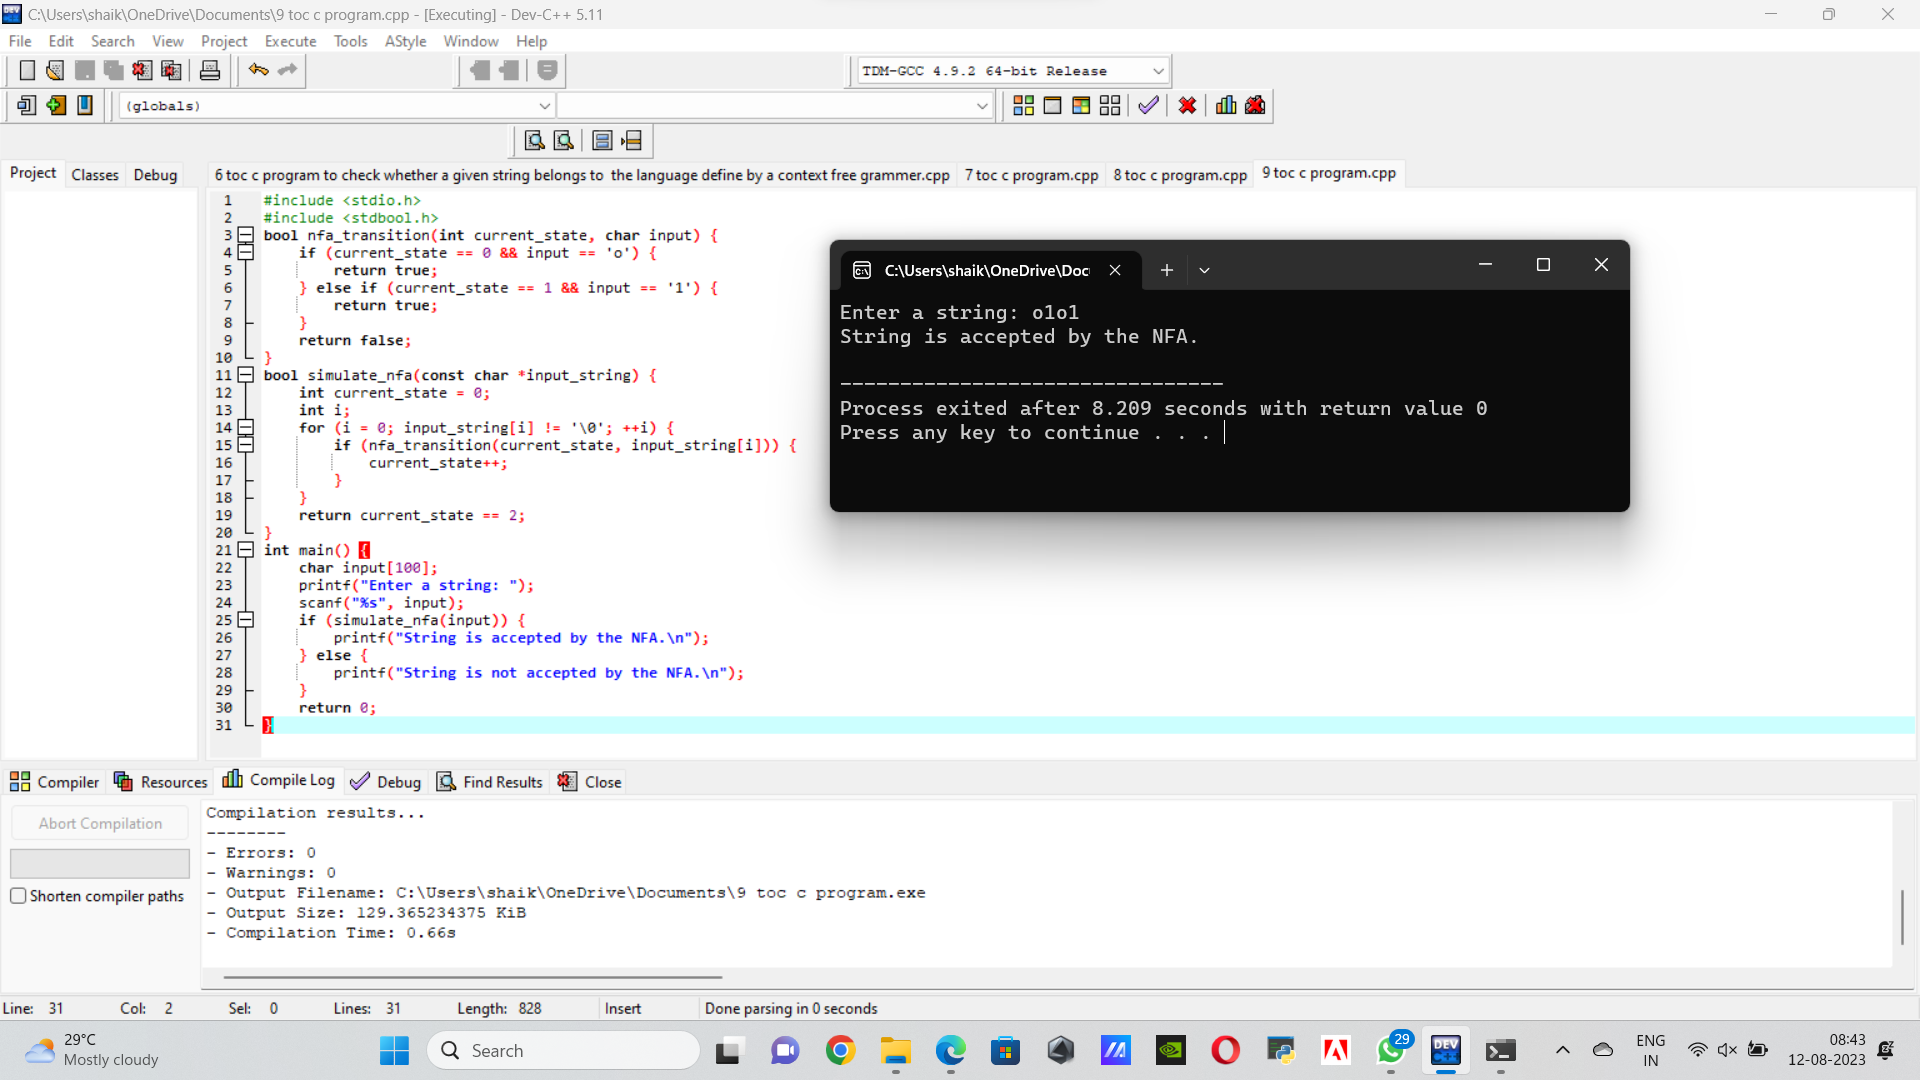 C:\Users\shaik\OneDrive\Documents\9 toc c program.cpp - [Executing] - Dev-C++ 5.11
File Edit Search View Project Execute Tools AStyle Window Help
TDM-GCC 4.9.2 64-bit Release
(globals)
Project Classes Debug
6 toc c program to check whether a given string belongs to the language define by a context free grammer.cpp 7 toc c program.cpp 8 toc c program.cpp 9 toc c program.cpp
1 #include <stdio.h>
2 #include <stdbool.h>
3 bool nfa_transition(int current_state, char input) {
4 if (current_state == 0 && input == 'o') {
5 return true;
6 } else if (current_state == 1 && input == '1') {
7 return true;
8 }
9 return false;
10 }
11 bool simulate_nfa(const char *input_string) {
12 int current_state = 0;
13 int i;
14 for (i = 0; input_string[i] != '\0'; ++i) {
15 if (nfa_transition(current_state, input_string[i])) {
16 current_state++;
17 }
18 }
19 return current_state == 2;
20 }
21 int main() {
22 char input[100];
23 printf("Enter a string: ");
24 scanf("%s", input);
25 if (simulate_nfa(input)) {
26 printf("String is accepted by the NFA.\n");
27 } else {
28 printf("String is not accepted by the NFA.\n");
29 }
30 return 0;
31 }
C:\Users\shaik\OneDrive\Doc
Enter a string: o1o1
String is accepted by the NFA.
--------------------------------
Process exited after 8.209 seconds with return value 0
Press any key to continue . . .
Compiler Resources Compile Log Debug Find Results Close
Abort Compilation
Shorten compiler paths
Compilation results...
--------
- Errors: 0
- Warnings: 0
- Output Filename: C:\Users\shaik\OneDrive\Documents\9 toc c program.exe
- Output Size: 129.365234375 KiB
- Compilation Time: 0.66s
Line: 31 Col: 2 Sel: 0 Lines: 31 Length: 828 Insert Done parsing in 0 seconds
29°C
Mostly cloudy
Search
29
DEV
C++
ENG
IN
08:43
12-08-2023